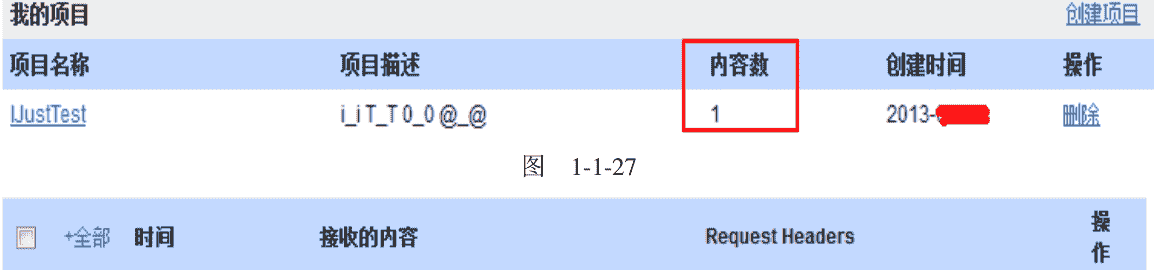 我的项目 创建项目
项目名称 项目描述 内容数 创建时间 操作
IJustTest i_i T_T 0_0 @_@ 1 2013- 删除
图 1-1-27
+全部 时间 接收的内容 Request Headers 操作